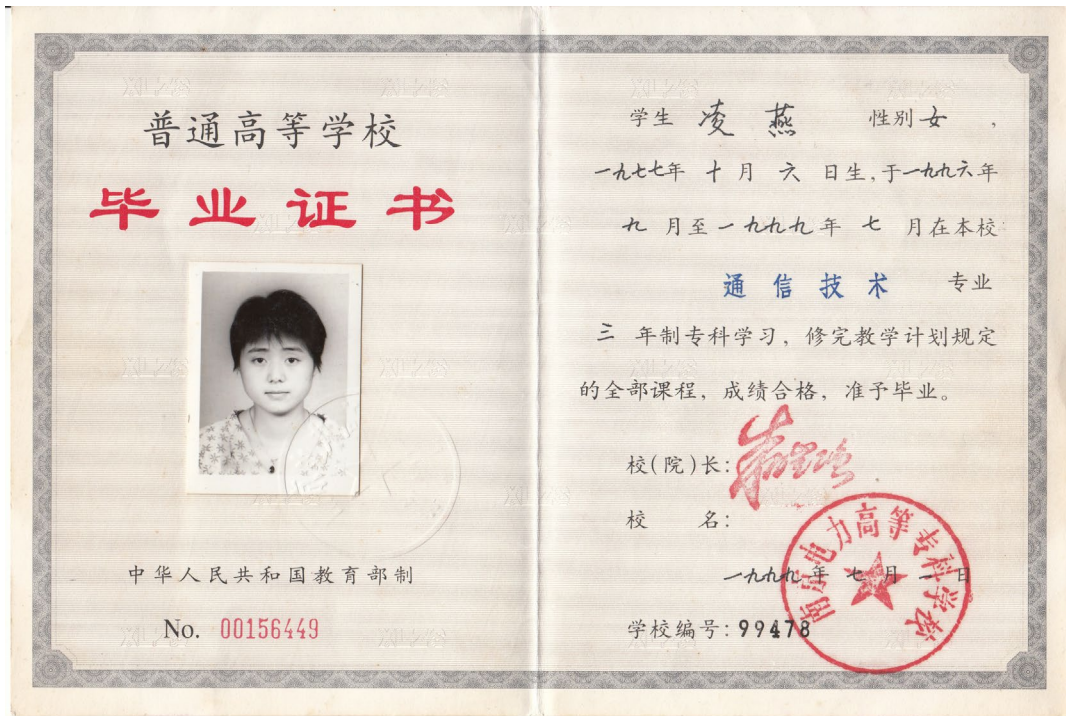 普通高等学校
毕业证书
中华人民共和国教育部制
No. 00156449
学生 凌燕 性别 女 ,
一九七七年 十 月 六 日生,于一九九六年
九 月至一九九九年 七 月在本校
通信技术 专业
三 年制专科学习,修完教学计划规定
的全部课程,成绩合格,准予毕业。
校(院)长:
校 名:
南京电力高等专科学校
一九九九年 七 月 一 日
学校编号:99478